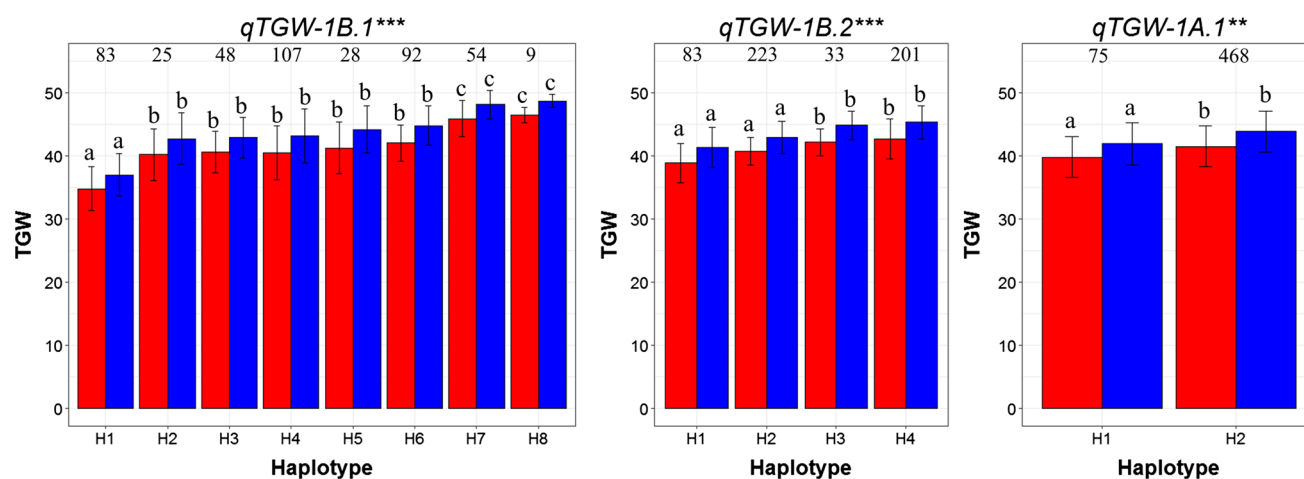 qTGW-1B.1***
83 25 48 107 28 92 54 9
a a b b b b b b b b b b c c c c
50
40
30
20
10
0
TGW
H1 H2 H3 H4 H5 H6 H7 H8
Haplotype
qTGW-1B.2***
83 223 33 201
a a a a b b b b
50
40
30
20
10
0
TGW
H1 H2 H3 H4
Haplotype
qTGW-1A.1**
75 468
a a b b
50
40
30
20
10
0
TGW
H1 H2
Haplotype